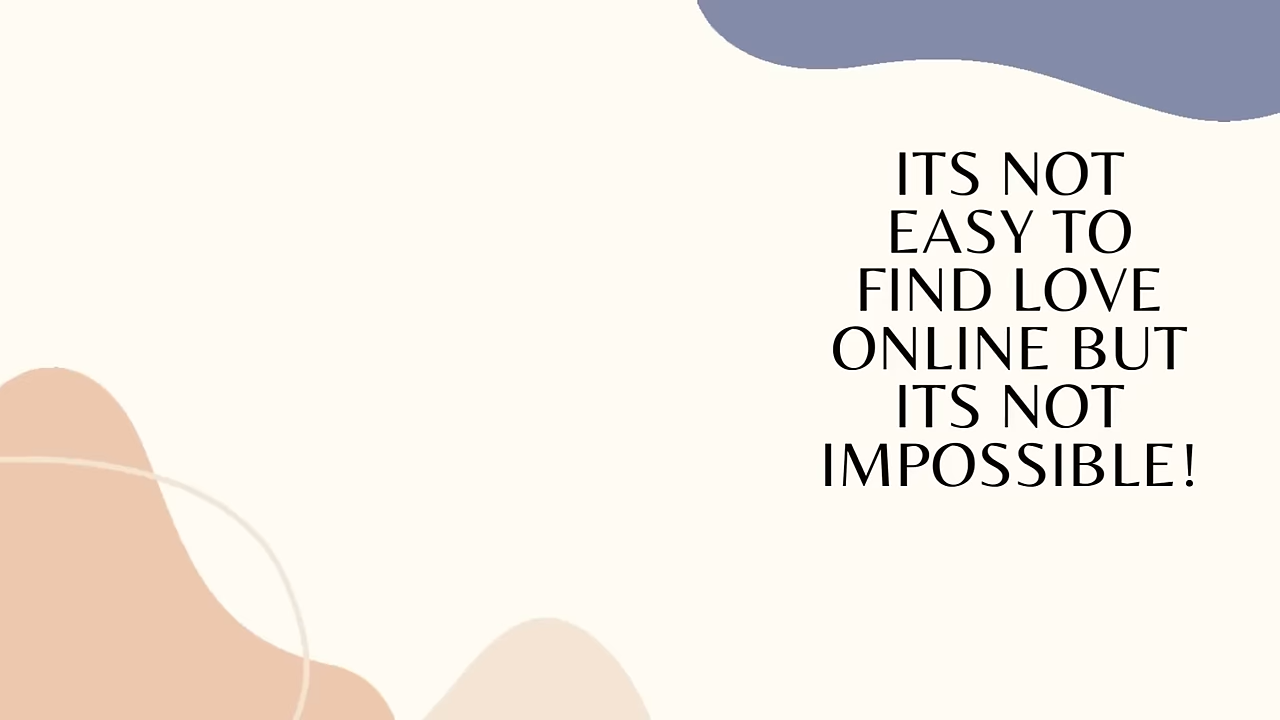 ITS NOT
EASY TO
FIND LOVE
ONLINE BUT
ITS NOT
IMPOSSIBLE!